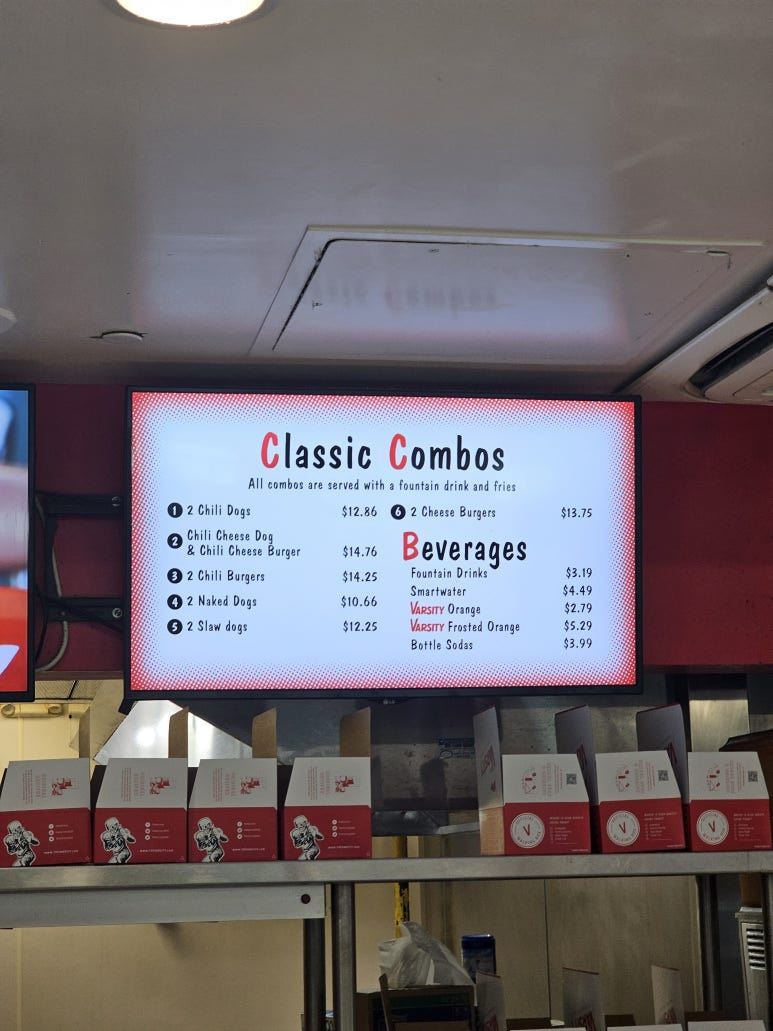 Classic Combos
All combos are served with a fountain drink and fries
1 2 Chili Dogs $12.86
2 Chili Cheese Dog
& Chili Cheese Burger $14.76
3 2 Chili Burgers $14.25
4 2 Naked Dogs $10.66
5 2 Slaw dogs $12.25
6 2 Cheese Burgers $13.75
Beverages
Fountain Drinks $3.19
Smartwater $4.49
VARSITY Orange $2.79
VARSITY Frosted Orange $5.29
Bottle Sodas $3.99